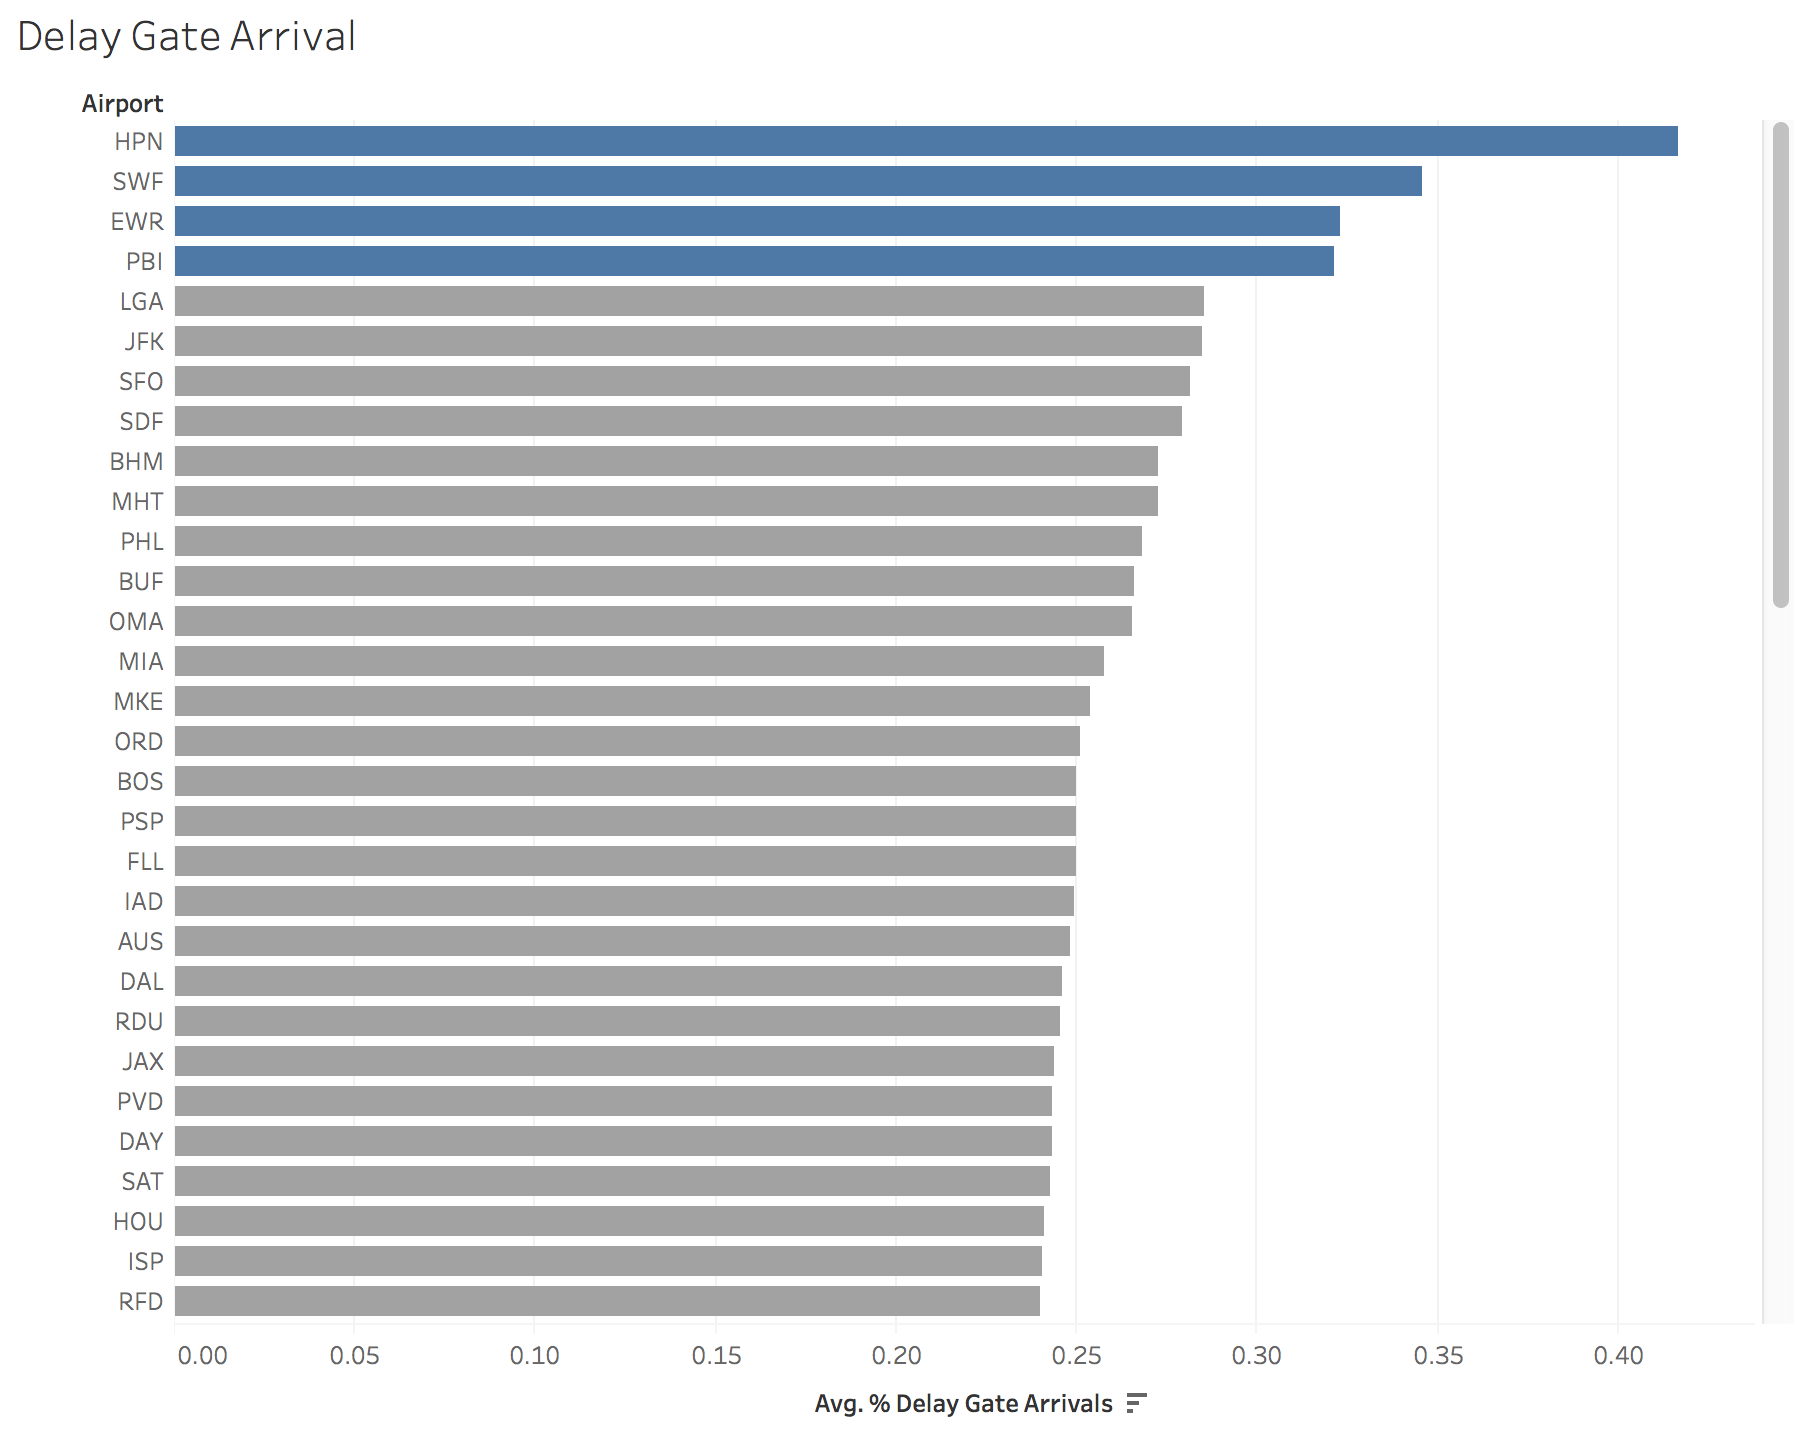 Delay Gate Arrival
Airport
HPN
SWF
EWR
PBI
LGA
JFK
SFO
SDF
BHM
MHT
PHL
BUF
OMA
MIA
MKE
ORD
BOS
PSP
FLL
IAD
AUS
DAL
RDU
JAX
PVD
DAY
SAT
HOU
ISP
RFD
0.00 0.05 0.10 0.15 0.20 0.25 0.30 0.35 0.40
Avg. % Delay Gate Arrivals